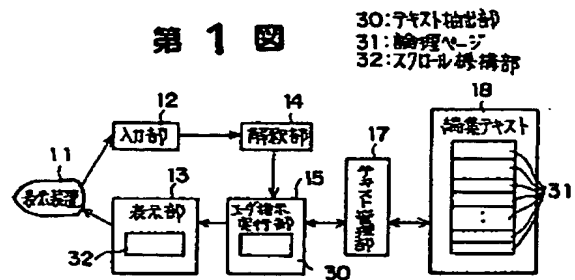 第1図
30:テキスト抽出部
31:論理ページ
32:スクロール機構部
11
表示装置
12
入力部
14
解釈部
13
表示部
32
15
エディタ指示
実行部
30
17
テキスト管理部
18
編集テキスト
31